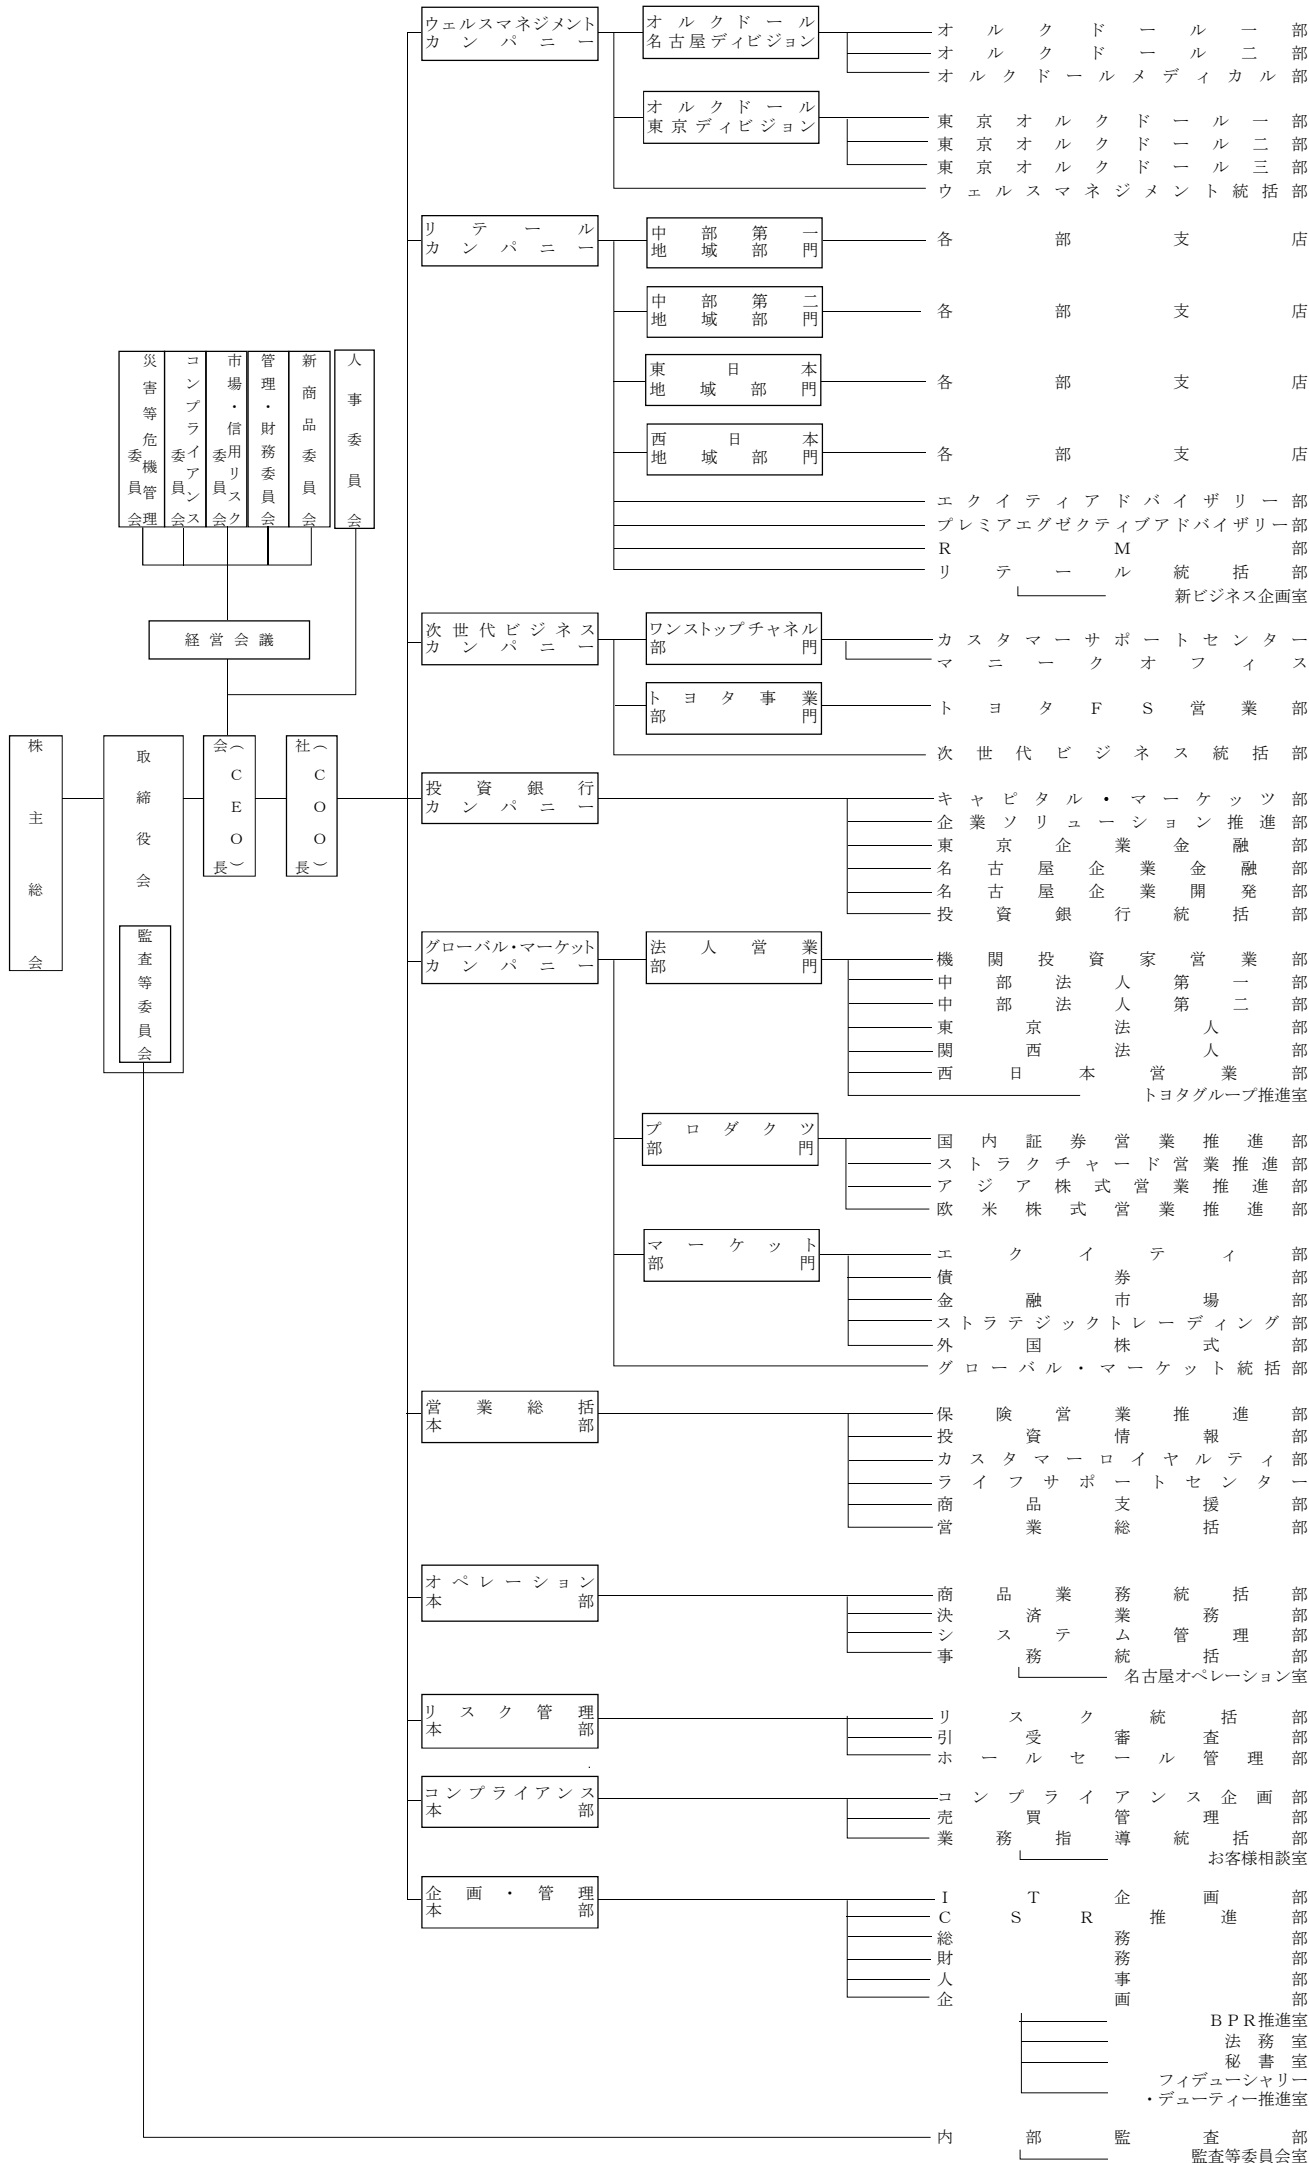 株主総会
取締役会
監査等委員会
会長
(CEO)
社長
(COO)
経営会議
災害等危機管理
委員会
コンプライアンス
委員会
市場・信用リスク
委員会
管理・財務委員会
新商品委員会
人事委員会
ウェルスマネジメント
カンパニー
オルクドール
名古屋ディビジョン
オルクドール一部
オルクドール二部
オルクドールメディカル部
オルクドール
東京ディビジョン
東京オルクドール一部
東京オルクドール二部
東京オルクドール三部
ウェルスマネジメント統括部
リテール
カンパニー
中部第一
地域部門
各部支店
中部第二
地域部門
各部支店
東日本
地域部門
各部支店
西日本
地域部門
各部支店
エクイティアドバイザリー部
プレミアエグゼクティブアドバイザリー部
RM部
リテール統括部
新ビジネス企画室
次世代ビジネス
カンパニー
ワンストップチャネル
部門
カスタマーサポートセンター
マニークオフィス
トヨタ事業
部門
トヨタFS営業部
次世代ビジネス統括部
投資銀行
カンパニー
キャピタル・マーケッツ部
企業ソリューション推進部
東京企業金融部
名古屋企業金融部
名古屋企業開発部
投資銀行統括部
グローバル・マーケット
カンパニー
法人営業
部門
機関投資家営業部
中部法人第一部
中部法人第二部
東京法人部
関西法人部
西日本営業部
トヨタグループ推進室
プロダクツ
部門
国内証券営業推進部
ストラクチャード営業推進部
アジア株式営業推進部
欧米株式営業推進部
マーケット
部門
エクイティ部
債券部
金融市場部
ストラテジックトレーディング部
外国株式部
グローバル・マーケット統括部
営業総括
本部
保険営業推進部
投資情報部
カスタマーロイヤルティ部
ライフサポートセンター
商品支援部
営業総括部
オペレーション
本部
商品業務統括部
決済業務部
システム管理部
事務統括部
名古屋オペレーション室
リスク管理
本部
リスク統括部
引受審査部
ホールセール管理部
コンプライアンス
本部
コンプライアンス企画部
売買管理部
業務指導統括部
お客様相談室
企画・管理
本部
IT企画部
CSR推進部
総務部
財務部
人事部
企画部
BPR推進室
法務室
秘書室
フィデューシャリー
・デューティー推進室
内部監査部
監査等委員会室